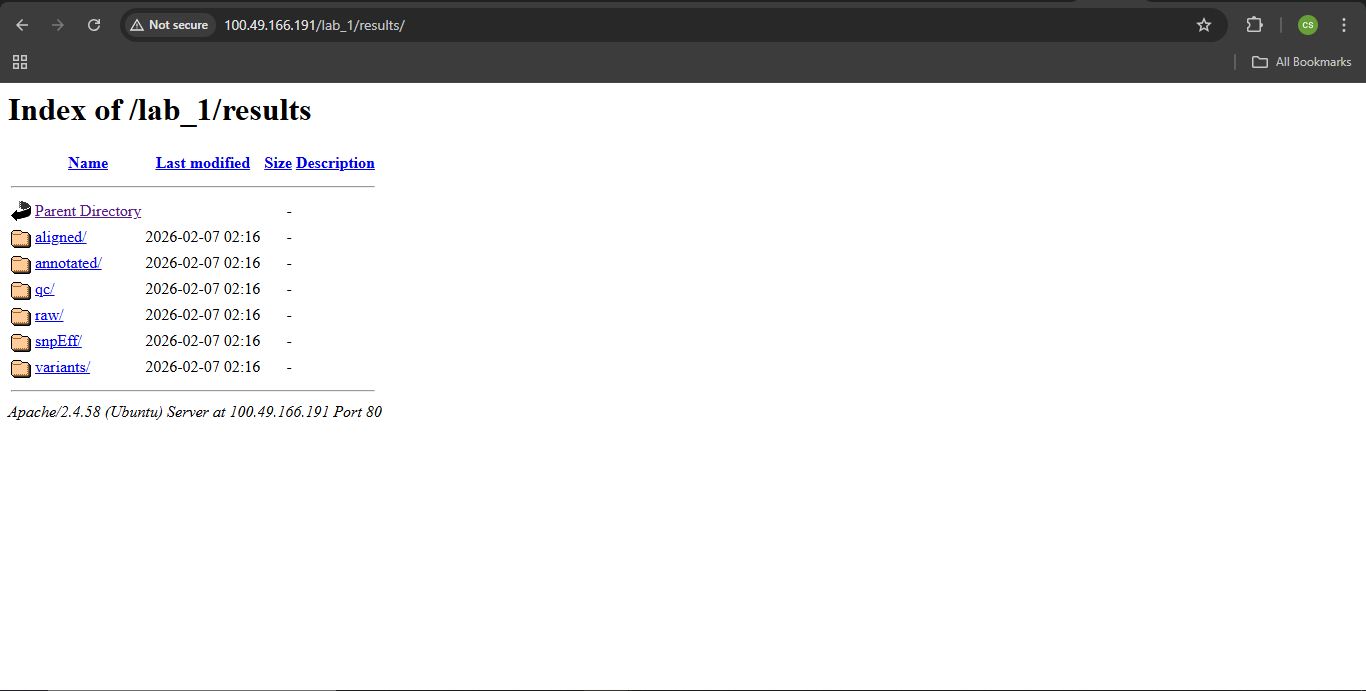 Not secure 100.49.166.191/lab_1/results/ CS
All Bookmarks
Index of /lab_1/results
Name Last modified Size Description
Parent Directory -
aligned/ 2026-02-07 02:16 -
annotated/ 2026-02-07 02:16 -
qc/ 2026-02-07 02:16 -
raw/ 2026-02-07 02:16 -
snpEff/ 2026-02-07 02:16 -
variants/ 2026-02-07 02:16 -
Apache/2.4.58 (Ubuntu) Server at 100.49.166.191 Port 80